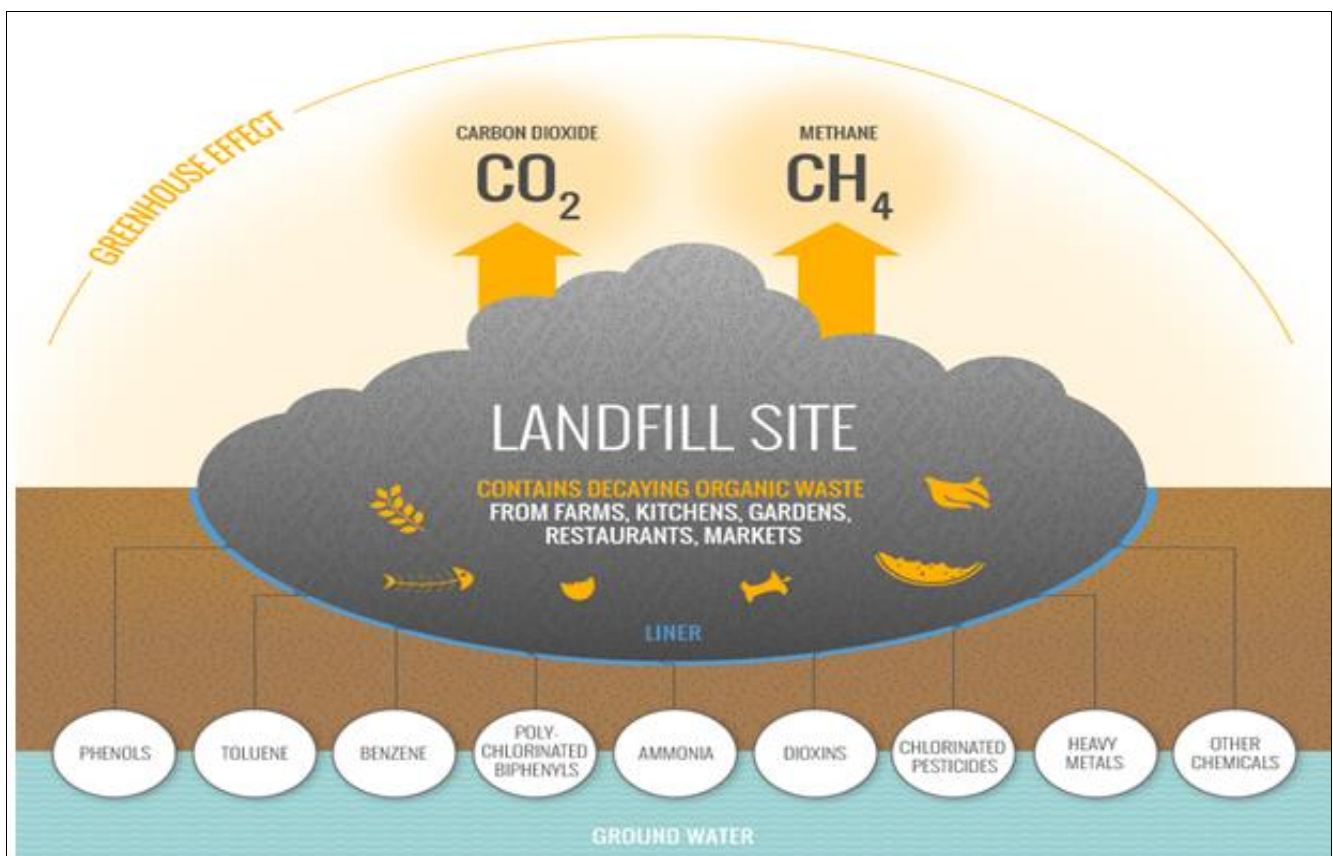 GREENHOUSE EFFECT
CARBON DIOXIDE
CO₂
METHANE
CH₄
LANDFILL SITE
CONTAINS DECAYING ORGANIC WASTE
FROM FARMS, KITCHENS, GARDENS,
RESTAURANTS, MARKETS
LINER
PHENOLS
TOLUENE
BENZENE
POLY-
CHLORINATED
BIPHENYLS
AMMONIA
DIOXINS
CHLORINATED
PESTICIDES
HEAVY
METALS
OTHER
CHEMICALS
GROUND WATER